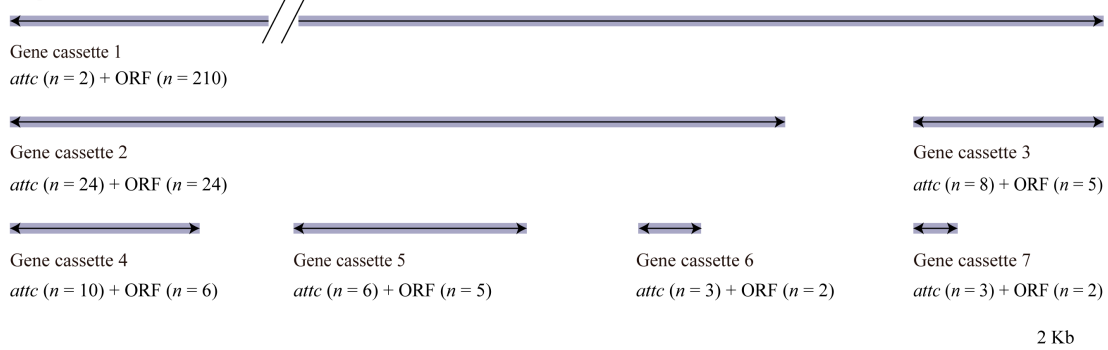 Gene cassette 1
attc (n = 2) + ORF (n = 210)
Gene cassette 2
attc (n = 24) + ORF (n = 24)
Gene cassette 3
attc (n = 8) + ORF (n = 5)
Gene cassette 4
attc (n = 10) + ORF (n = 6)
Gene cassette 5
attc (n = 6) + ORF (n = 5)
Gene cassette 6
attc (n = 3) + ORF (n = 2)
Gene cassette 7
attc (n = 3) + ORF (n = 2)
2 Kb